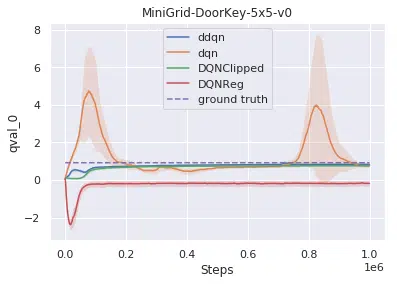 MiniGrid-DoorKey-5x5-v0
ddqn
dqn
DQNClipped
DQNReg
ground truth
qval_0
8
6
4
2
0
−2
0.0 0.2 0.4 0.6 0.8 1.0
Steps
1e6